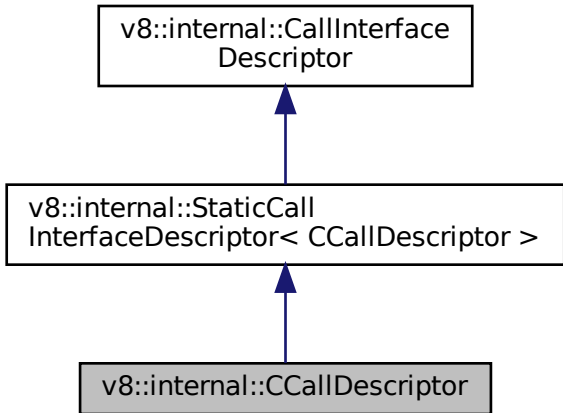 v8::internal::CallInterface
Descriptor
v8::internal::StaticCall
InterfaceDescriptor< CCallDescriptor >
v8::internal::CCallDescriptor